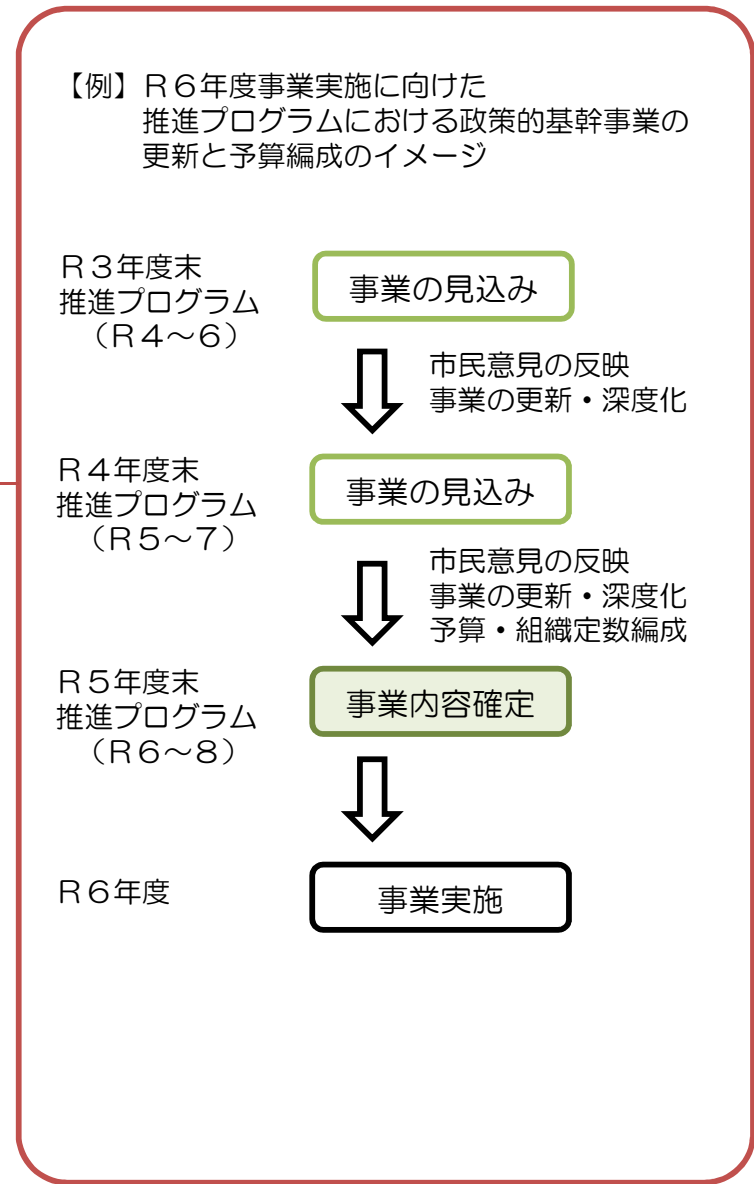 【例】Ｒ６年度事業実施に向けた
推進プログラムにおける政策的基幹事業の
更新と予算編成のイメージ
Ｒ３年度末
推進プログラム
（Ｒ４～６）
事業の見込み
市民意見の反映
事業の更新・深度化
Ｒ４年度末
推進プログラム
（Ｒ５～７）
事業の見込み
市民意見の反映
事業の更新・深度化
予算・組織定数編成
Ｒ５年度末
推進プログラム
（Ｒ６～８）
事業内容確定
Ｒ６年度
事業実施